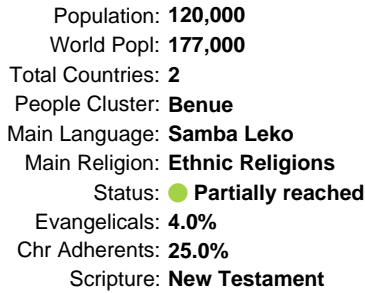 Population: 120,000
World Popl: 177,000
Total Countries: 2
People Cluster: Benue
Main Language: Samba Leko
Main Religion: Ethnic Religions
Status: Partially reached
Evangelicals: 4.0%
Chr Adherents: 25.0%
Scripture: New Testament